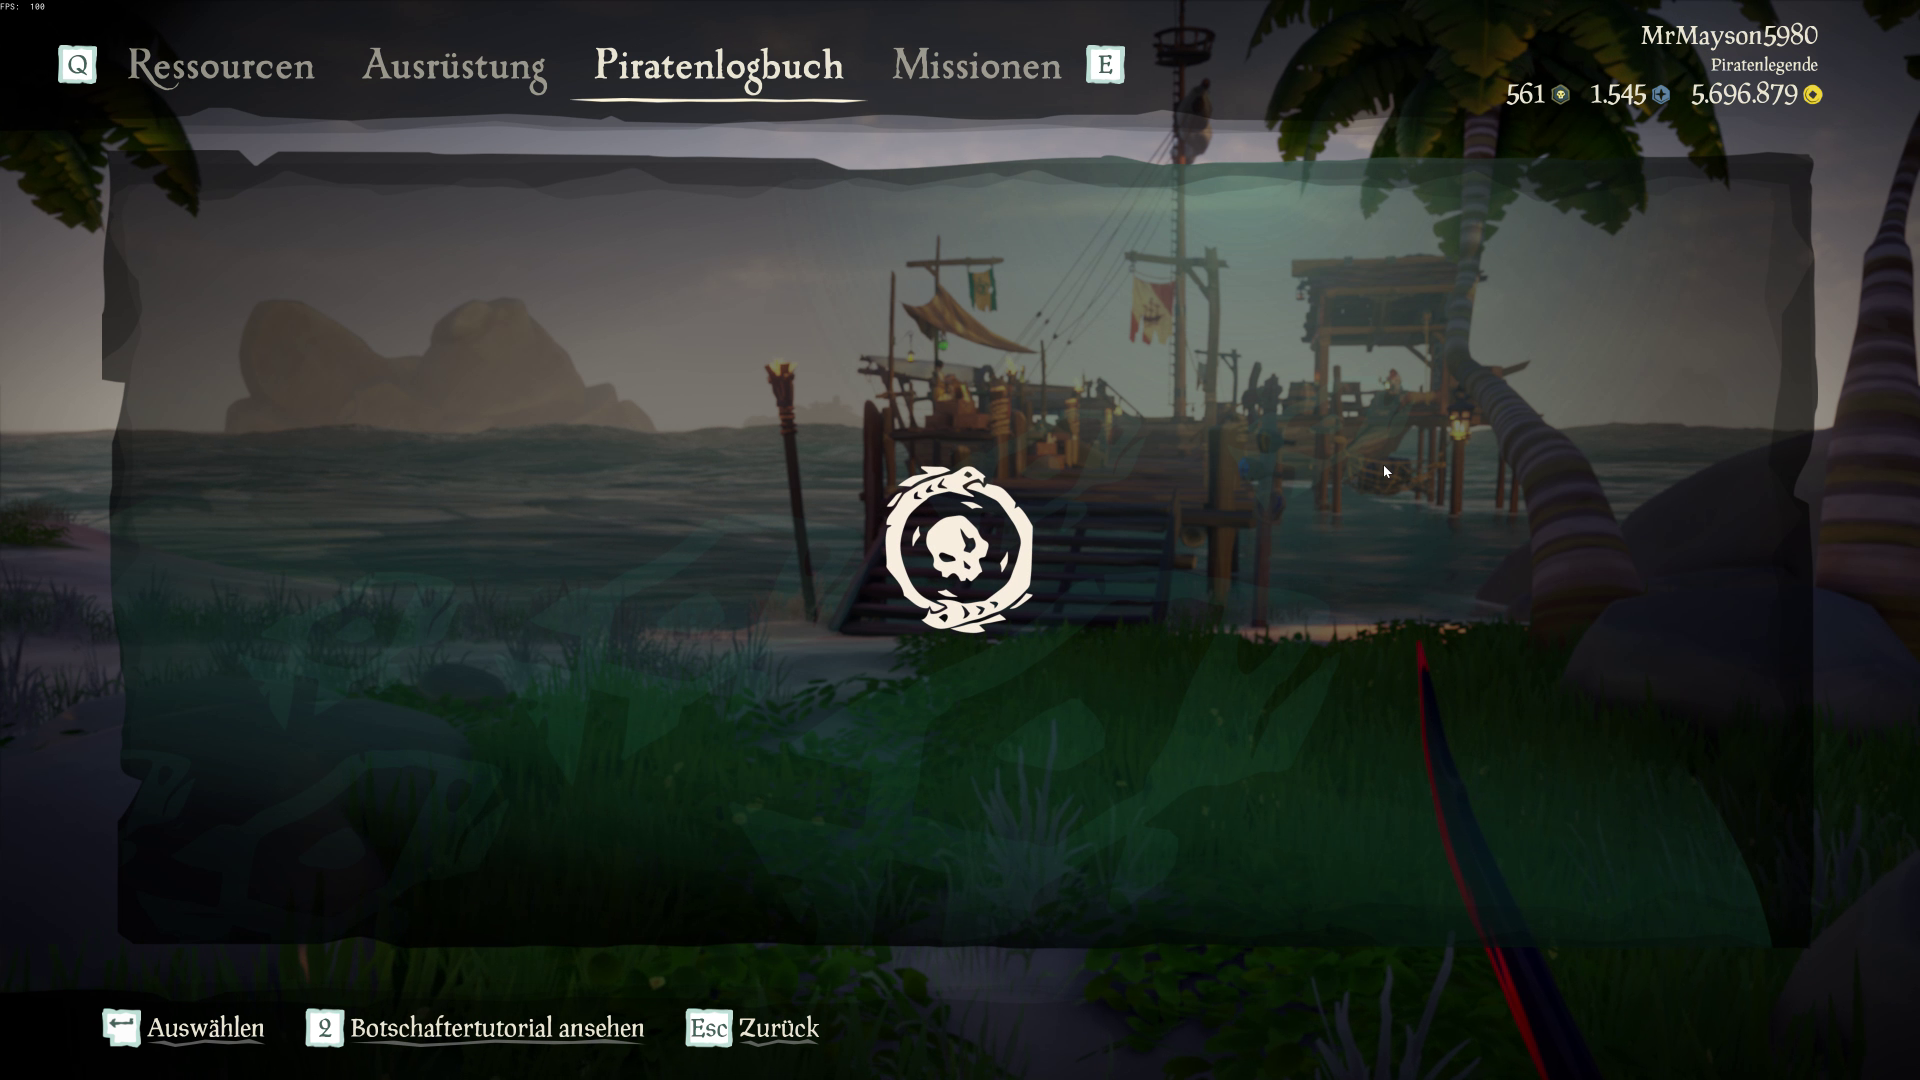 FPS: 100
Q Ressourcen Ausrüstung Piratenlogbuch Missionen E
MrMayson5980
Piratenlegende
561 1.545 5.696.879
Auswählen 2 Botschaftertutorial ansehen Esc Zurück